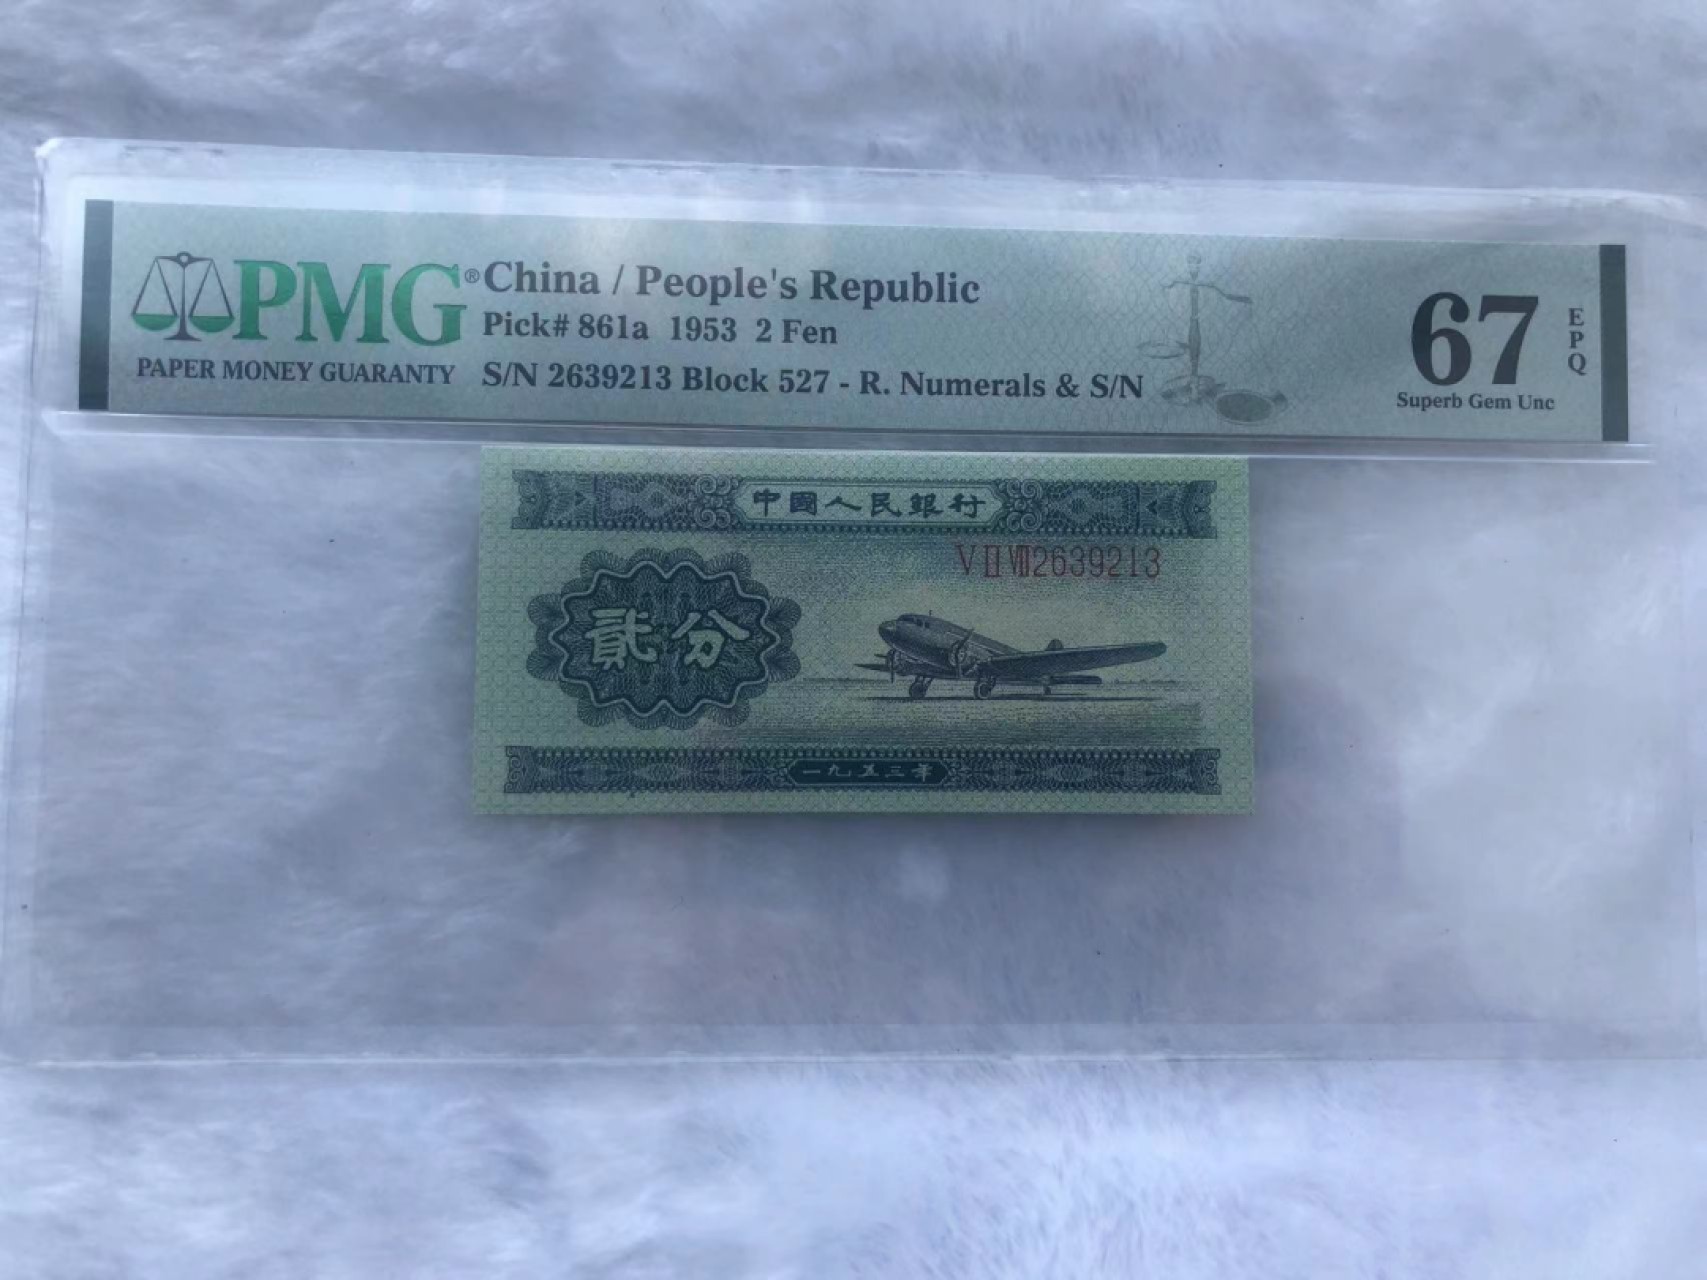 PMG®
PAPER MONEY GUARANTY
China / People's Republic
Pick# 861a 1953 2 Fen
S/N 2639213 Block 527 - R. Numerals & S/N
67
EPQ
Superb Gem Unc
中國人民銀行
ⅤⅡⅦ2639213
貳分
一九五三年